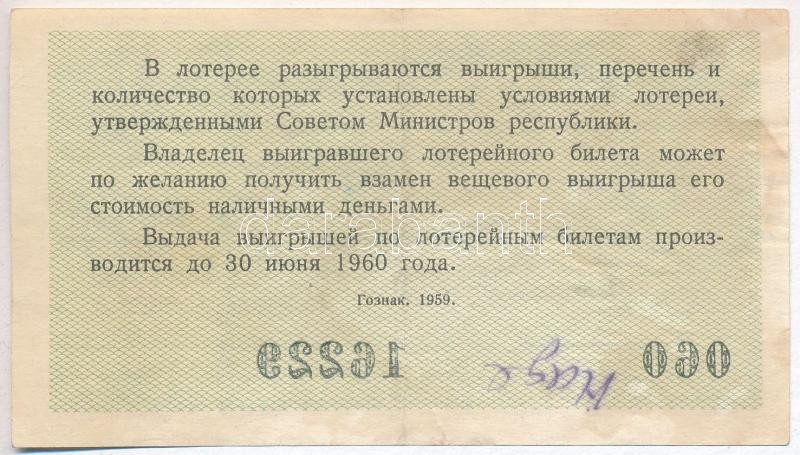 В лотерее разыгрываются выигрыши, перечень и
количество которых установлены условиями лотереи,
утвержденными Советом Министров республики.
Владелец выигравшего лотерейного билета может
по желанию получить взамен вещевого выигрыша его
стоимость наличными деньгами.
Выдача выигрышей по лотерейным билетам произ-
водится до 30 июня 1960 года.
Гознак. 1959.
16229 060
darabanth